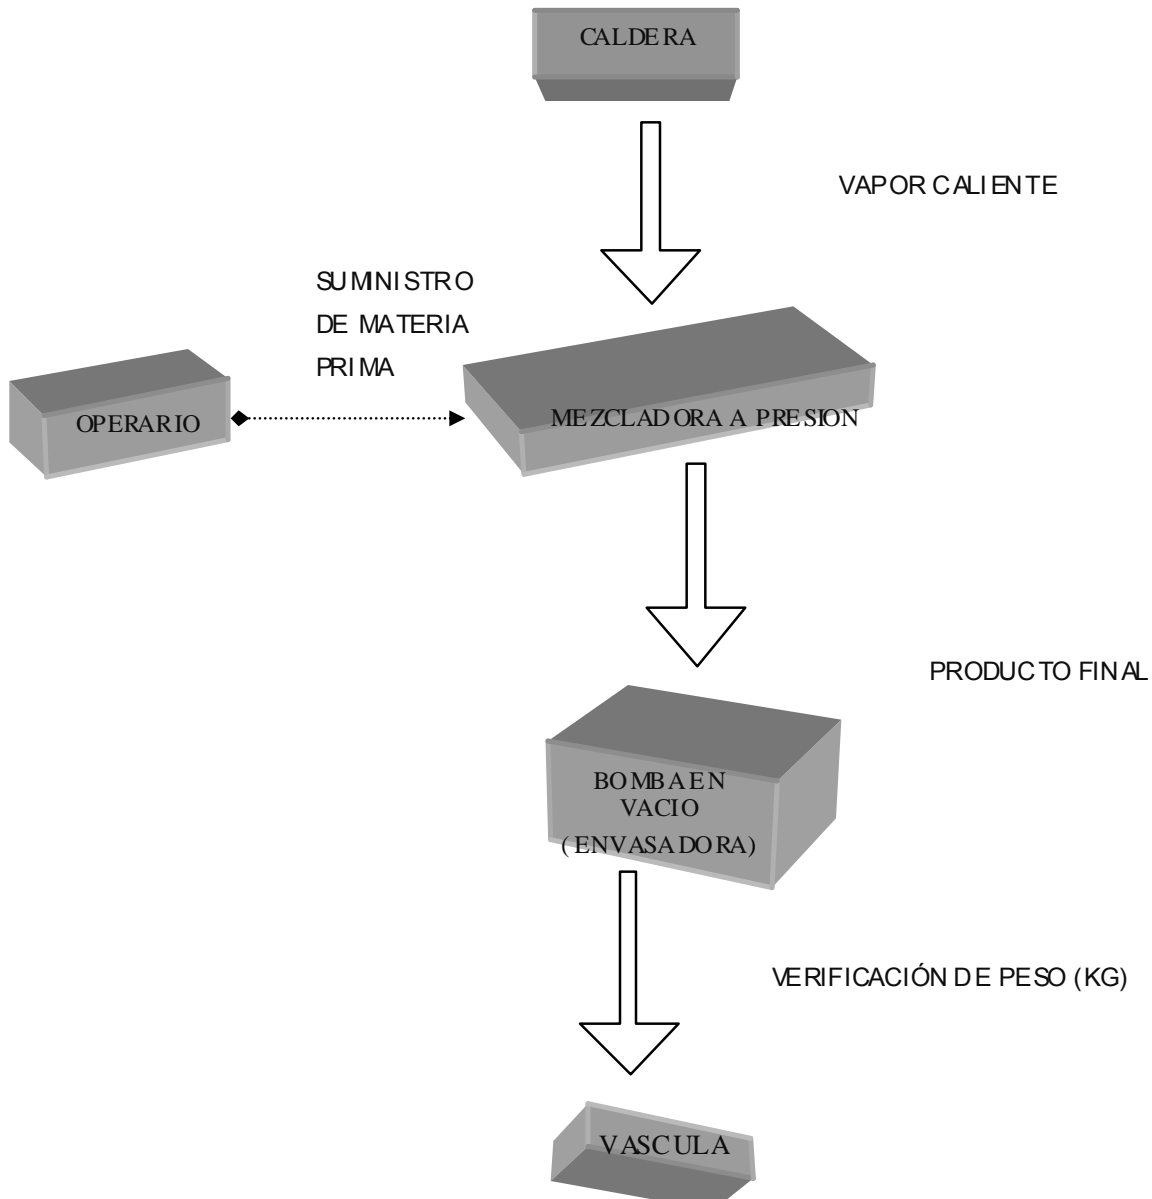 CALDERA
VAPOR CALIENTE
SUMINISTRO
DE MATERIA
PRIMA
OPERARIO
MEZCLADORA A PRESION
PRODUCTO FINAL
BOMBA EN
VACIO
(ENVASADORA)
VERIFICACIÓN DE PESO (KG)
VASCULA